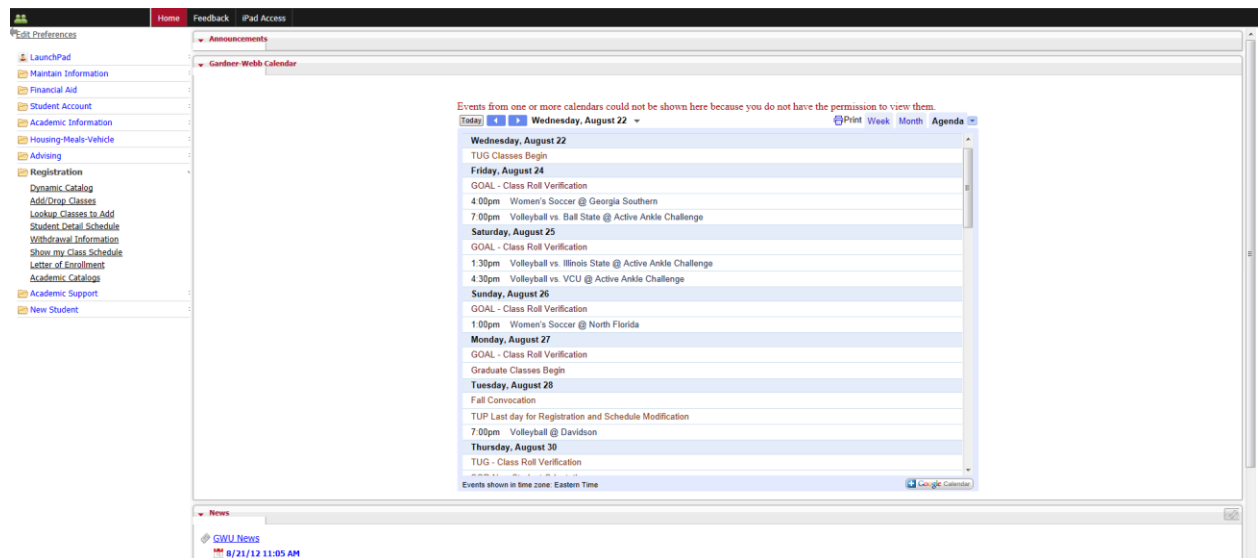 Home Feedback iPad Access
Edit Preferences
LaunchPad
Maintain Information
Financial Aid
Student Account
Academic Information
Housing-Meals-Vehicle
Advising
Registration
Dynamic Catalog
Add/Drop Classes
Lookup Classes to Add
Student Detail Schedule
Withdrawal Information
Show my Class Schedule
Letter of Enrollment
Academic Catalogs
Academic Support
New Student
Announcements
Gardner-Webb Calendar
Events from one or more calendars could not be shown here because you do not have the permission to view them.
Today Wednesday, August 22 Print Week Month Agenda
Wednesday, August 22
TUG Classes Begin
Friday, August 24
GOAL - Class Roll Verification
4:00pm Women's Soccer @ Georgia Southern
7:00pm Volleyball vs. Ball State @ Active Ankle Challenge
Saturday, August 25
GOAL - Class Roll Verification
1:30pm Volleyball vs. Illinois State @ Active Ankle Challenge
4:30pm Volleyball vs. VCU @ Active Ankle Challenge
Sunday, August 26
GOAL - Class Roll Verification
1:00pm Women's Soccer @ North Florida
Monday, August 27
GOAL - Class Roll Verification
Graduate Classes Begin
Tuesday, August 28
Fall Convocation
TUP Last day for Registration and Schedule Modification
7:00pm Volleyball @ Davidson
Thursday, August 30
TUG - Class Roll Verification
Events shown in time zone: Eastern Time
Google Calendar
News
GWU News
8/21/12 11:05 AM